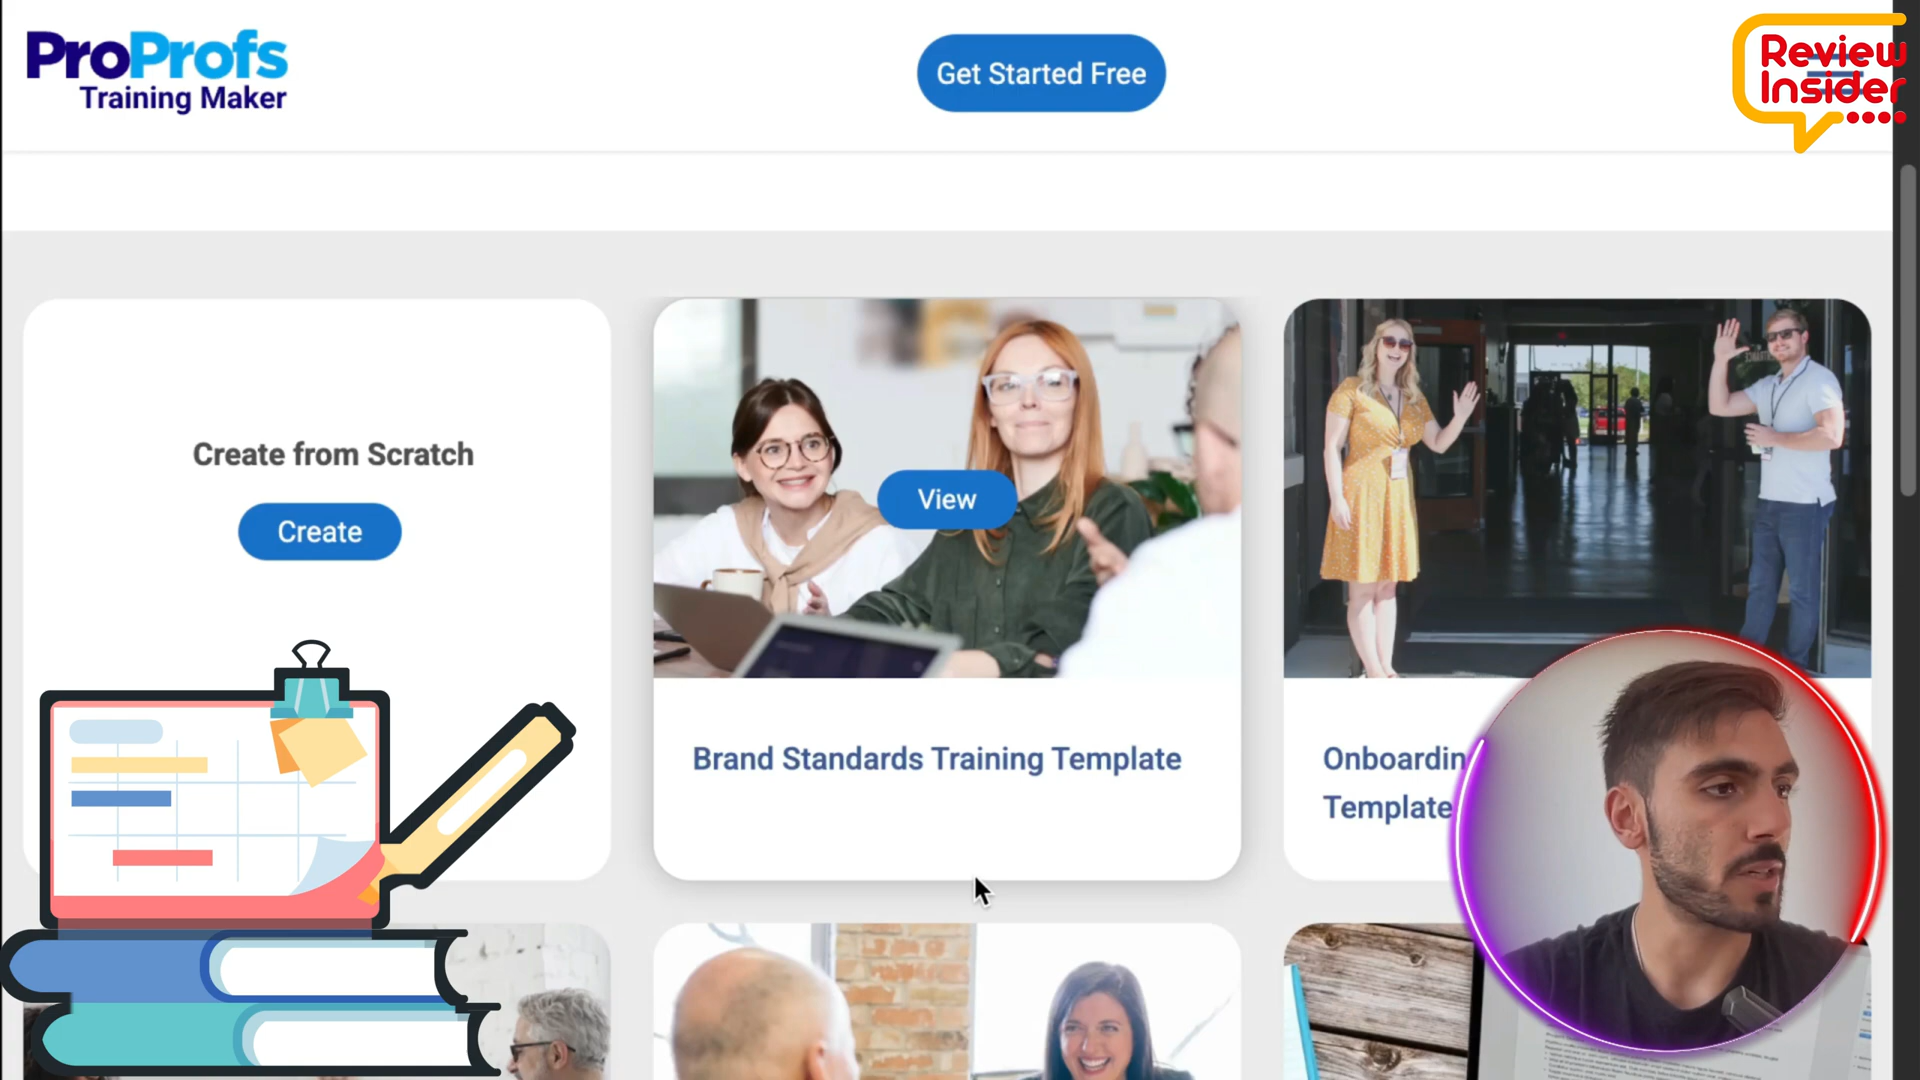 ProProfs
Training Maker
Get Started Free
Review
Insider
Create from Scratch
Create
View
Brand Standards Training Template
Onboardin
Template